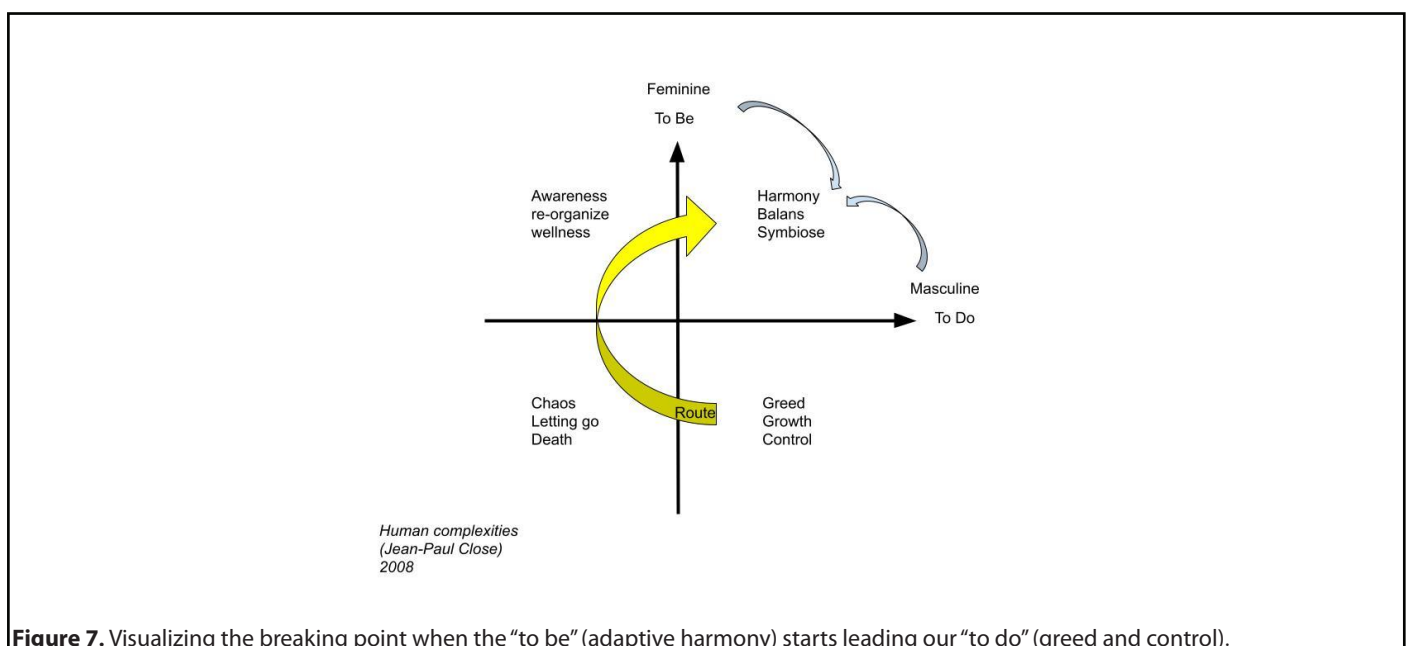 Feminine
To Be
Awareness
re-organize
wellness
Harmony
Balans
Symbiose
Masculine
To Do
Chaos
Letting go
Death
Route
Greed
Growth
Control
Human complexities
(Jean-Paul Close)
2008
Figure 7. Visualizing the breaking point when the “to be” (adaptive harmony) starts leading our “to do” (greed and control).